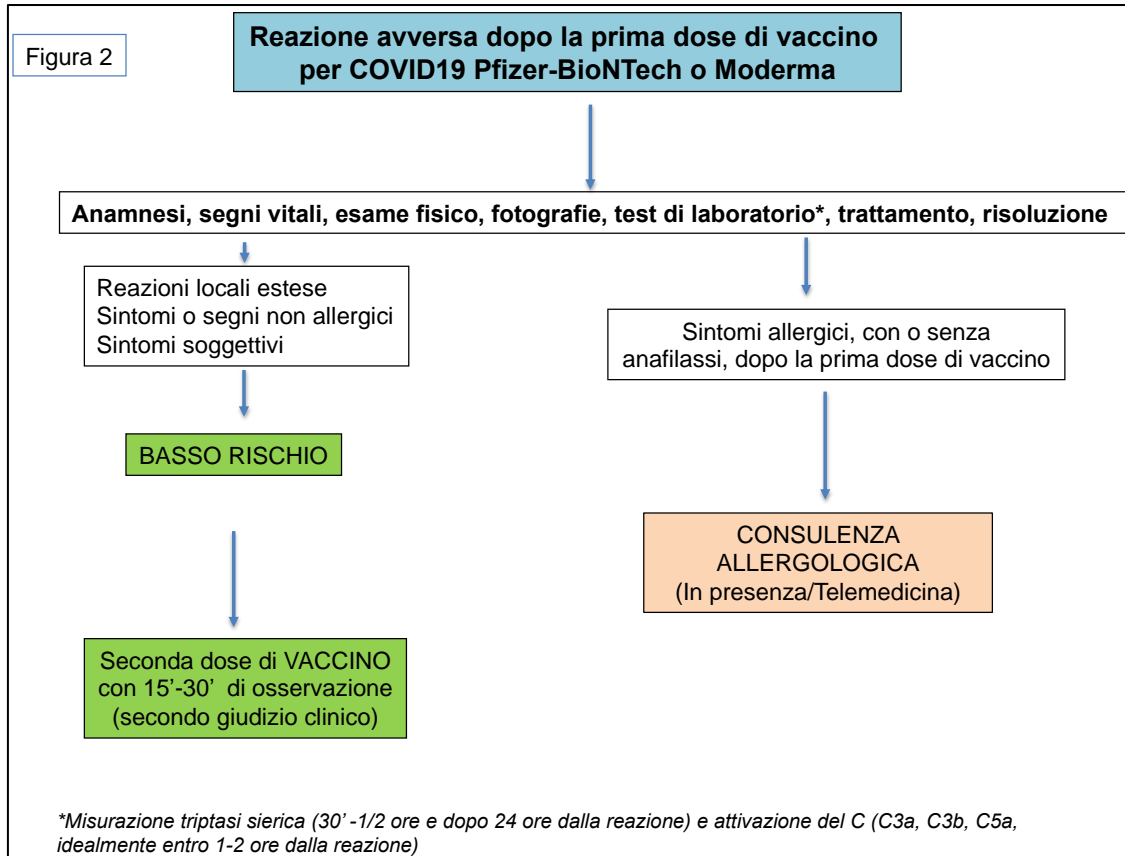 Figura 2
Reazione avversa dopo la prima dose di vaccino
per COVID19 Pfizer-BioNTech o Moderma
Anamnesi, segni vitali, esame fisico, fotografie, test di laboratorio*, trattamento, risoluzione
Reazioni locali estese
Sintomi o segni non allergici
Sintomi soggettivi
Sintomi allergici, con o senza
anafilassi, dopo la prima dose di vaccino
BASSO RISCHIO
CONSULENZA
ALLERGOLOGICA
(In presenza/Telemedicina)
Seconda dose di VACCINO
con 15’-30’ di osservazione
(secondo giudizio clinico)
*Misurazione triptasi sierica (30’ -1/2 ore e dopo 24 ore dalla reazione) e attivazione del C (C3a, C3b, C5a,
idealmente entro 1-2 ore dalla reazione)